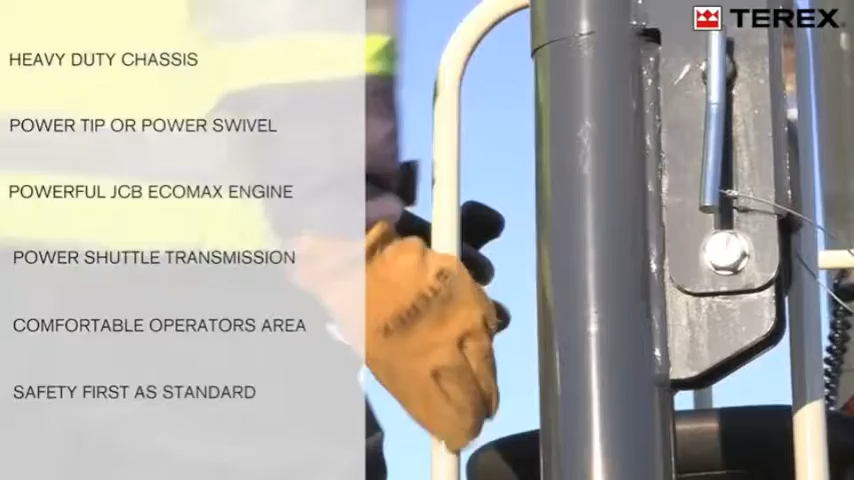 TEREX
HEAVY DUTY CHASSIS
POWER TIP OR POWER SWIVEL
POWERFUL JCB ECOMAX ENGINE
POWER SHUTTLE TRANSMISSION
COMFORTABLE OPERATORS AREA
SAFETY FIRST AS STANDARD